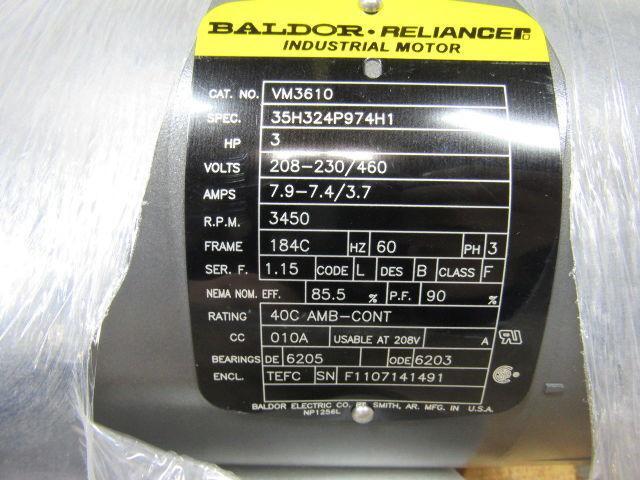 BALDOR • RELIANCER
INDUSTRIAL MOTOR
CAT. NO. VM3610
SPEC. 35H324P974H1
HP 3
VOLTS 208-230/460
AMPS 7.9-7.4/3.7
R.P.M. 3450
FRAME 184C HZ 60 PH 3
SER. F. 1.15 CODE L DES B CLASS F
NEMA NOM. EFF. 85.5 % P.F. 90 %
RATING 40C AMB-CONT
CC 010A USABLE AT 208V A
BEARINGS DE 6205 ODE 6203
ENCL. TEFC SN F1107141491
BALDOR ELECTRIC CO. FT. SMITH, AR. MFG. IN U.S.A.
NP1256L